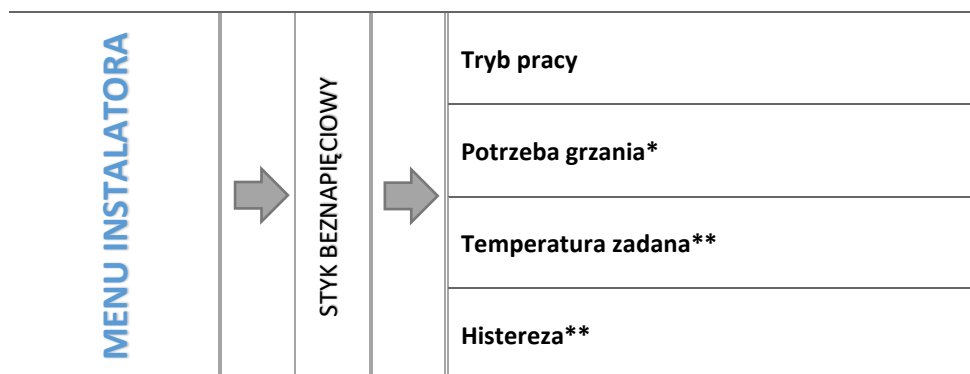 MENU INSTALATORA
STYK BEZNAPIĘCIOWY
Tryb pracy
Potrzeba grzania*
Temperatura zadana**
Histereza**